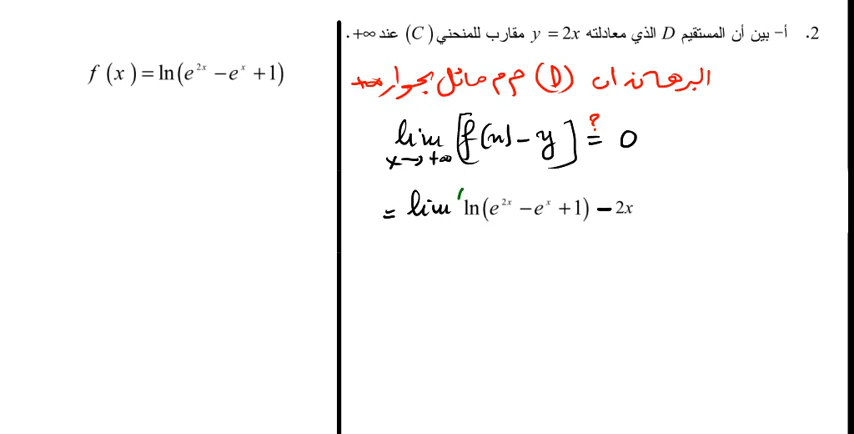 2. أ- بين أن المستقيم D الذي معادلته y = 2x مقارب للمنحني (C) عند +∞.
f(x) = ln(e^{2x} − e^x + 1)
البرهان ان (D) م م مائل بجوار +∞
lim_{x→+∞} [f(x) − y] =^{?} 0
= lim ln(e^{2x} − e^x + 1) − 2x